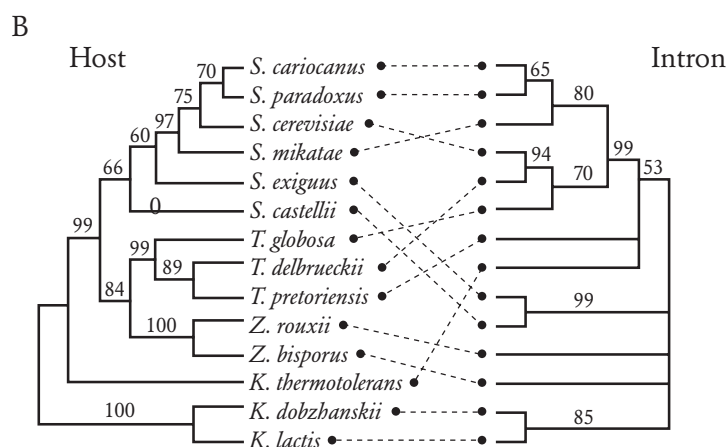 B
Host
Intron
70
S. cariocanus
65
75
S. paradoxus
80
97
S. cerevisiae
60
S. mikatae
94
99
53
66
S. exiguus
70
0
S. castellii
99
99
T. globosa
89
T. delbrueckii
84
T. pretoriensis
99
100
Z. rouxii
Z. bisporus
K. thermotolerans
100
K. dobzhanskii
85
K. lactis